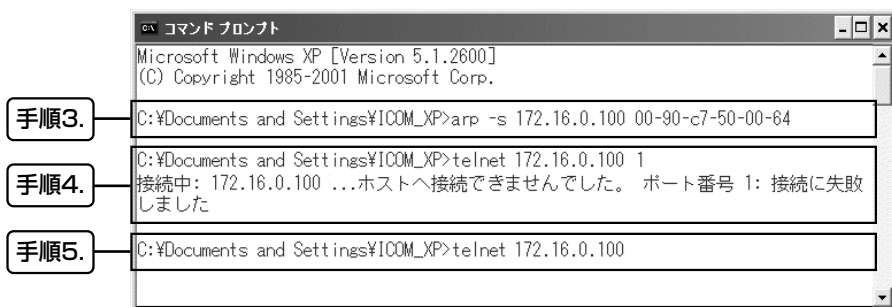 コマンド プロンプト
Microsoft Windows XP [Version 5.1.2600]
(C) Copyright 1985-2001 Microsoft Corp.
手順3.
C:¥Documents and Settings¥ICOM_XP>arp -s 172.16.0.100 00-90-c7-50-00-64
手順4.
C:¥Documents and Settings¥ICOM_XP>telnet 172.16.0.100 1
接続中: 172.16.0.100 ...ホストへ接続できませんでした。 ポート番号 1: 接続に失敗
しました
手順5.
C:¥Documents and Settings¥ICOM_XP>telnet 172.16.0.100